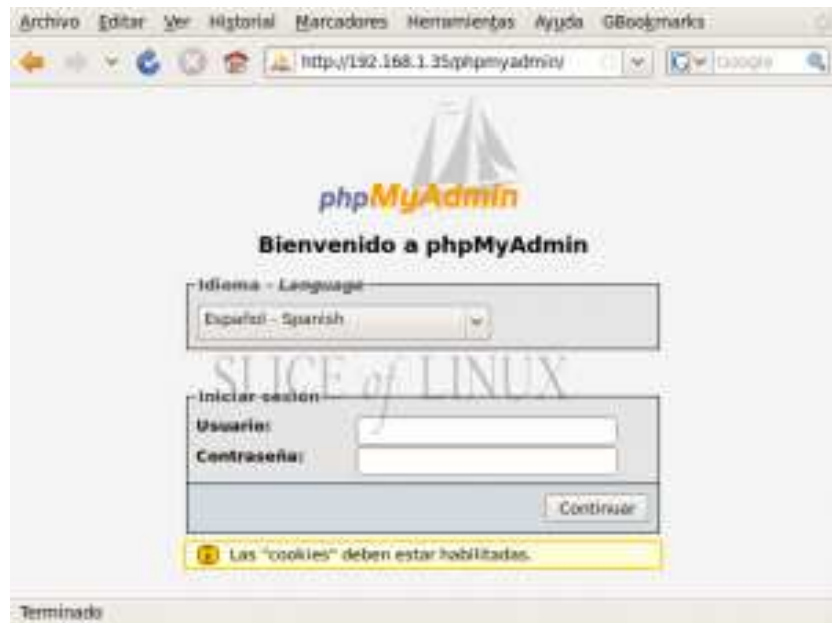 Archivo Editar Ver Historial Marcadores Herramientas Ayuda GBookmarks
http://192.168.1.35/phpmyadmin/ Google
phpMyAdmin
Bienvenido a phpMyAdmin
Idioma - Language
Español - Spanish
SLICE of LINUX
Iniciar sesión
Usuario:
Contraseña:
Continuar
Las "cookies" deben estar habilitadas.
Terminado